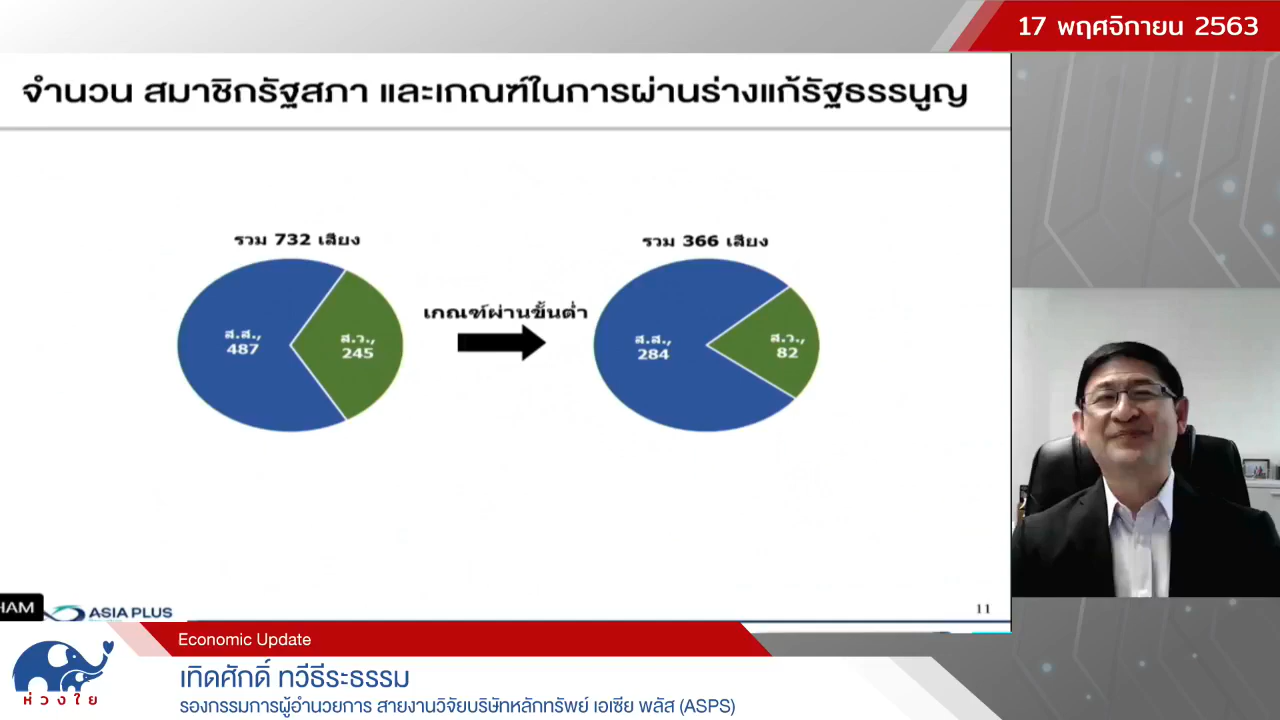 17 พฤศจิกายน 2563
จำนวน สมาชิกรัฐสภา และเกณฑ์ในการผ่านร่างแก้รัฐธรรนูญ
รวม 732 เสียง
รวม 366 เสียง
เกณฑ์ผ่านขั้นต่ำ
ส.ส.,
487
ส.ว.,
245
ส.ส.,
284
ส.ว.,
82
HAM
ASIA PLUS
11
Economic Update
ห่วงใย
เทิดศักดิ์ ทวีธีระธรรม
รองกรรมการผู้อำนวยการ สายงานวิจัยบริษัทหลักทรัพย์ เอเซีย พลัส (ASPS)